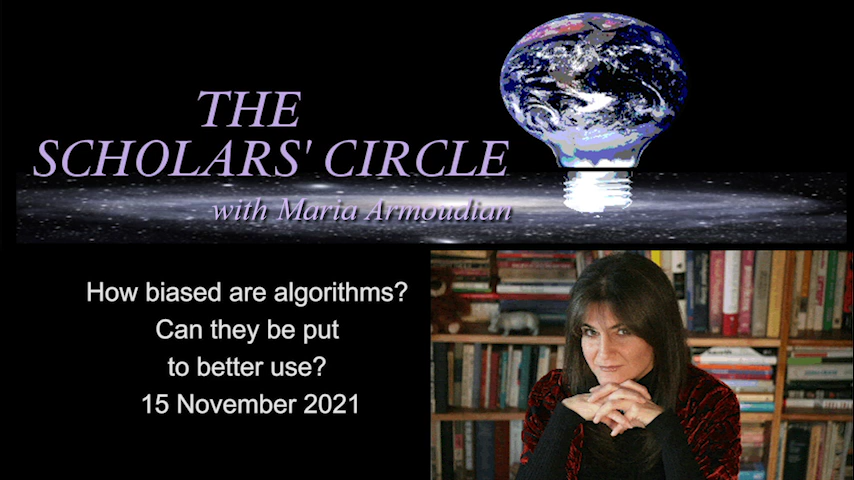 THE
SCHOLARS' CIRCLE
with Maria Armoudian
How biased are algorithms?
Can they be put
to better use?
15 November 2021